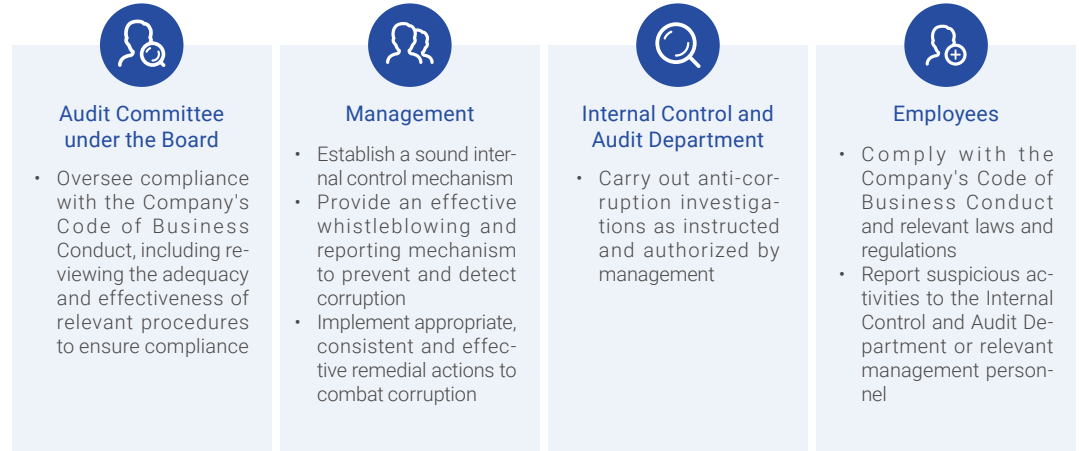 Audit Committee
under the Board
• Oversee compliance
with the Company's
Code of Business
Conduct, including re-
viewing the adequacy
and effectiveness of
relevant procedures
to ensure compliance
Management
• Establish a sound inter-
nal control mechanism
• Provide an effective
whistleblowing and
reporting mechanism
to prevent and detect
corruption
• Implement appropriate,
consistent and effec-
tive remedial actions to
combat corruption
Internal Control and
Audit Department
• Carry out anti-cor-
ruption investiga-
tions as instructed
and authorized by
management
Employees
• Comply with the
Company's Code of
Business Conduct
and relevant laws and
regulations
• Report suspicious ac-
tivities to the Internal
Control and Audit De-
partment or relevant
management person-
nel